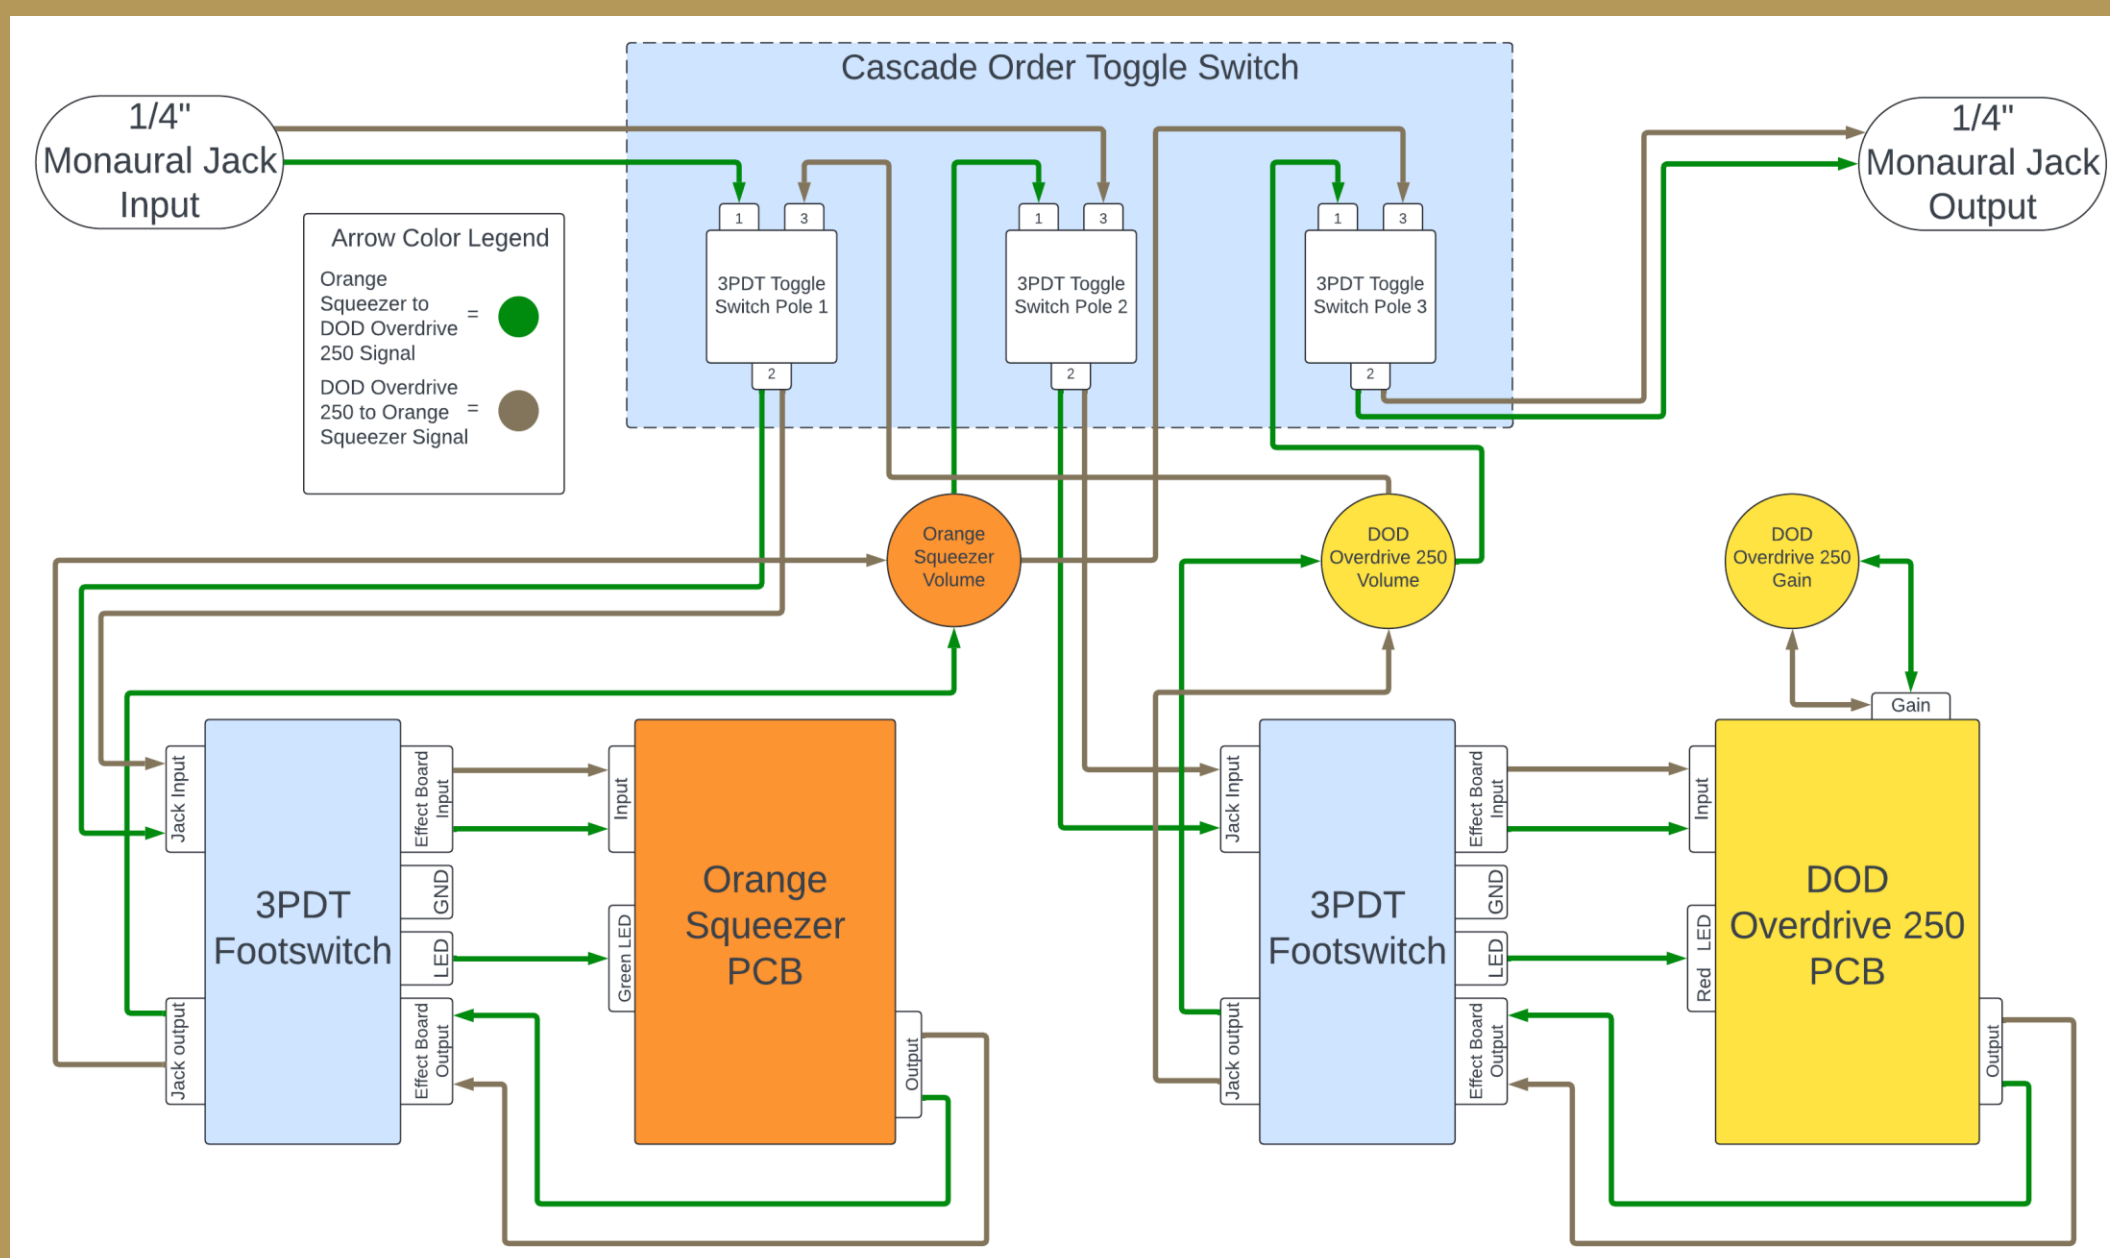 Cascade Order Toggle Switch
1/4"
Monaural Jack
Input
1/4"
Monaural Jack
Output
Arrow Color Legend
Orange
Squeezer to
DOD Overdrive
250 Signal
=
DOD Overdrive
250 to Orange
Squeezer Signal
=
1
3
3PDT Toggle
Switch Pole 1
2
1
3
3PDT Toggle
Switch Pole 2
2
1
3
3PDT Toggle
Switch Pole 3
2
Orange
Squeezer
Volume
DOD
Overdrive 250
Volume
DOD
Overdrive 250
Gain
Jack Input
Jack output
3PDT
Footswitch
Effect Board
Input
GND
LED
Effect Board
Output
Input
Green LED
Orange
Squeezer
PCB
Output
Jack Input
Jack output
3PDT
Footswitch
Effect Board
Input
GND
LED
Effect Board
Output
Gain
Input
Red LED
DOD
Overdrive 250
PCB
Output